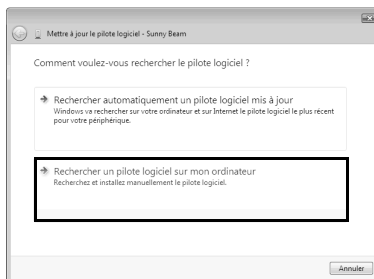 Mettre à jour le pilote logiciel - Sunny Beam
Comment voulez-vous rechercher le pilote logiciel ?
Rechercher automatiquement un pilote logiciel mis à jour
Windows va rechercher sur votre ordinateur et sur Internet le pilote logiciel le plus récent
pour votre périphérique.
Rechercher un pilote logiciel sur mon ordinateur
Recherchez et installez manuellement le pilote logiciel.
Annuler